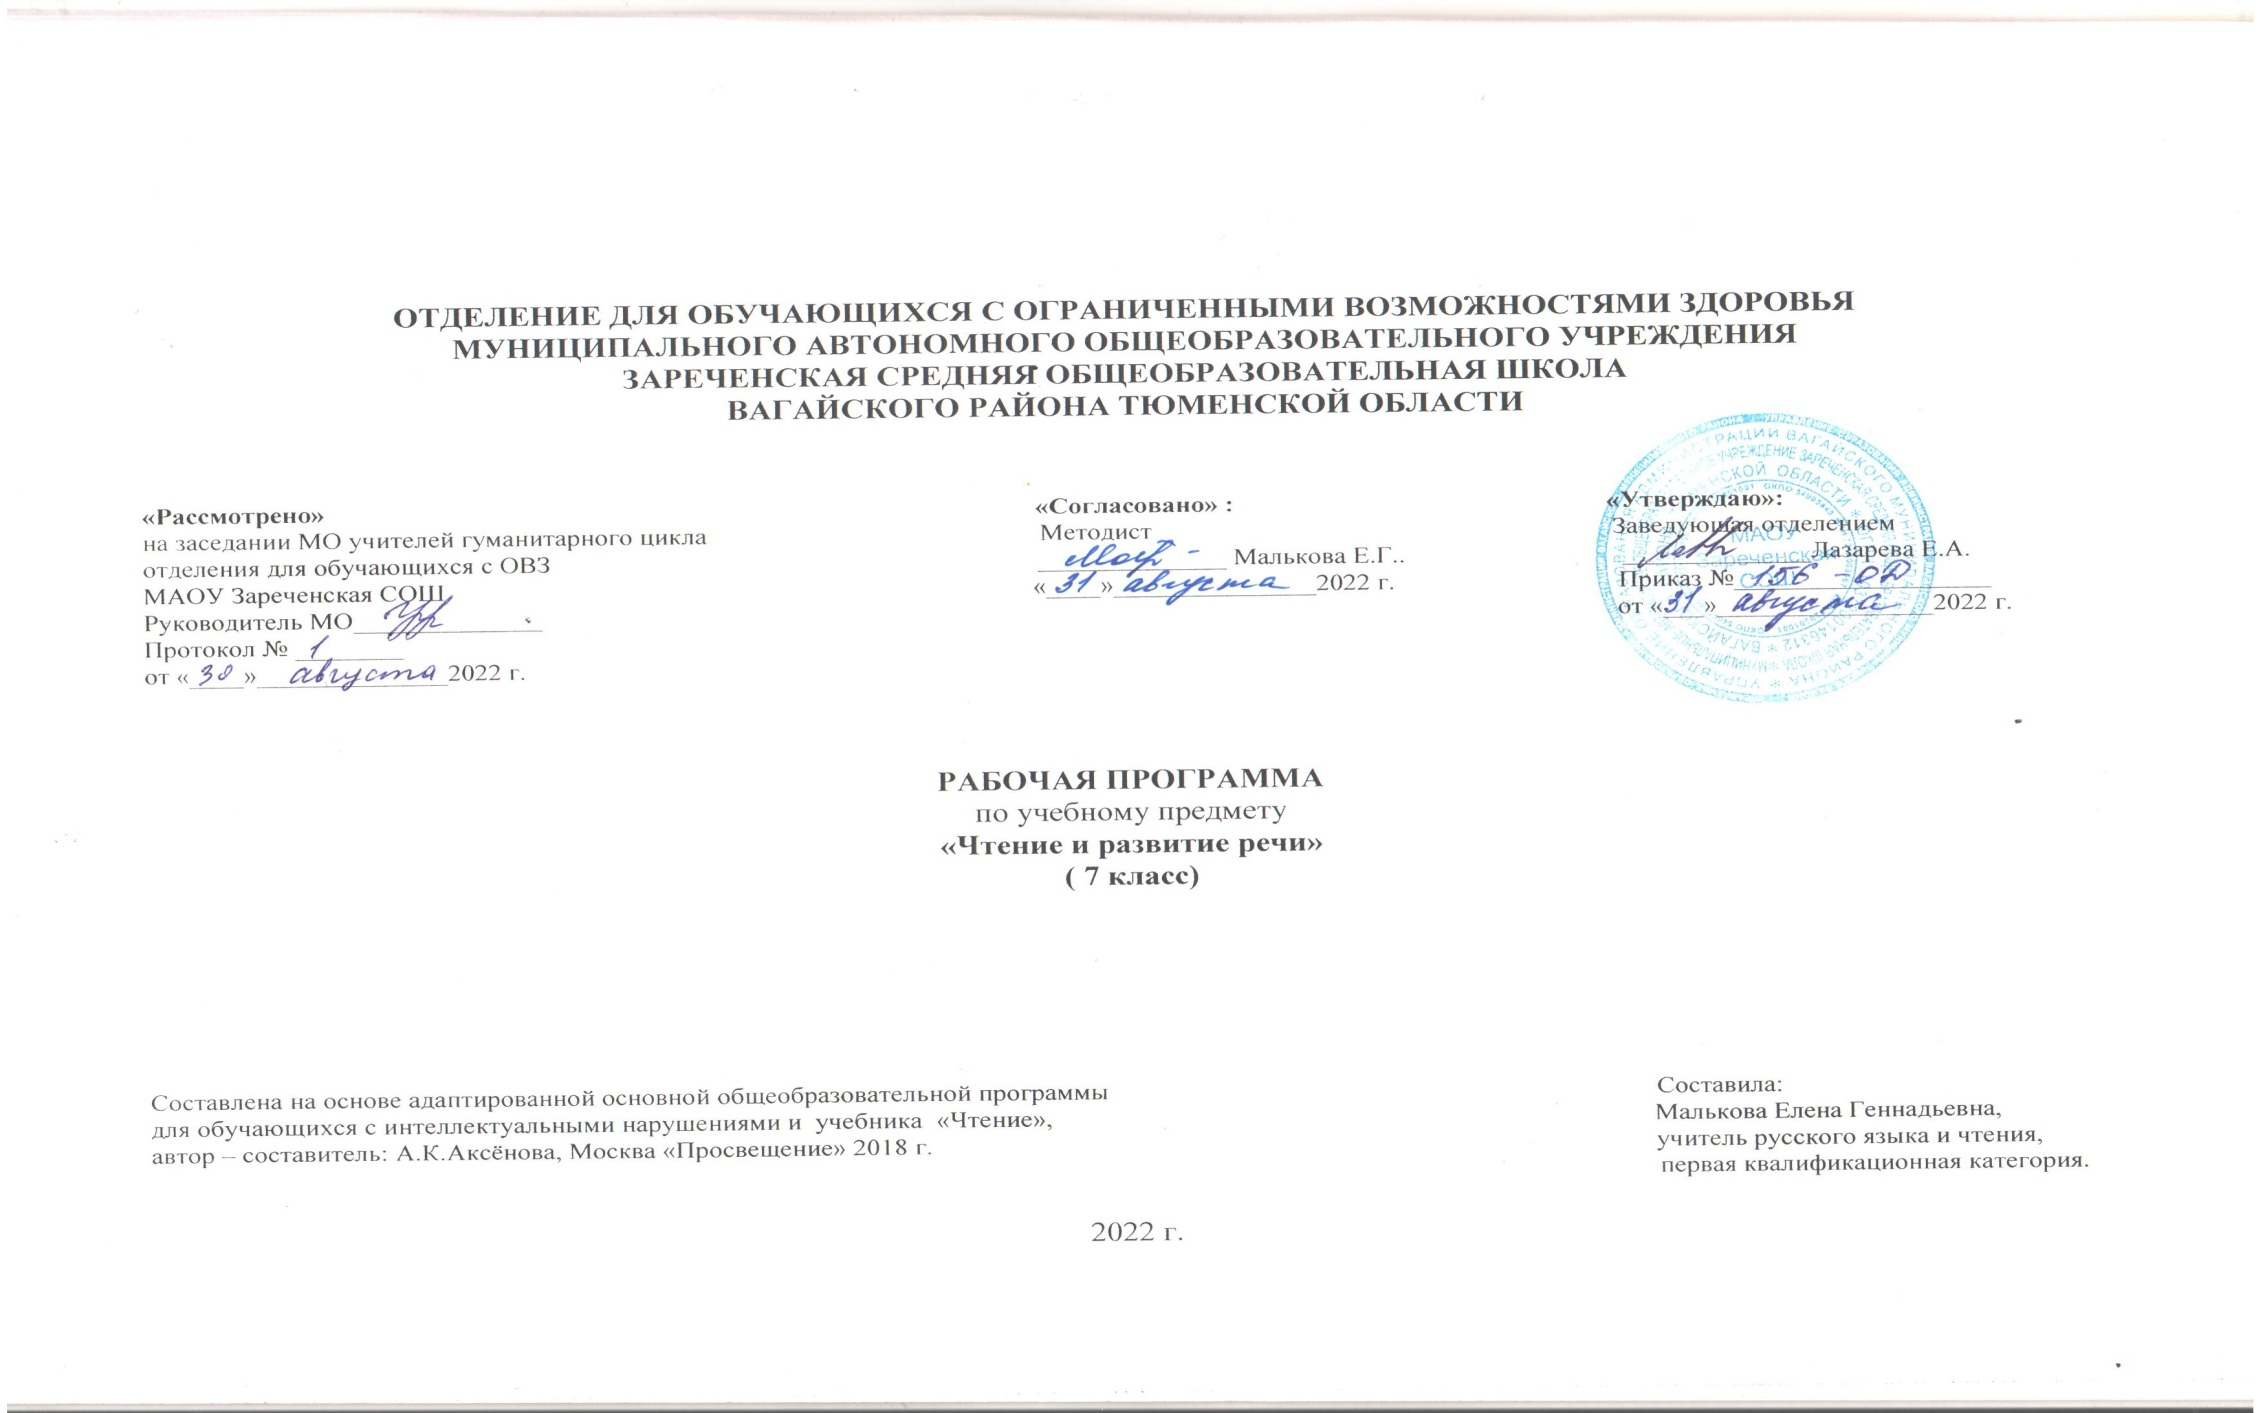 ОТДЕЛЕНИЕ ДЛЯ ОБУЧАЮЩИХСЯ С ОГРАНИЧЕННЫМИ ВОЗМОЖНОСТЯМИ ЗДОРОВЬЯ
МУНИЦИПАЛЬНОГО АВТОНОМНОГО ОБЩЕОБРАЗОВАТЕЛЬНОГО УЧРЕЖДЕНИЯ
ЗАРЕЧЕНСКАЯ СРЕДНЯЯ ОБЩЕОБРАЗОВАТЕЛЬНАЯ ШКОЛА
ВАГАЙСКОГО РАЙОНА ТЮМЕНСКОЙ ОБЛАСТИ
«Рассмотрено»
на заседании МО учителей гуманитарного цикла
отделения для обучающихся с ОВЗ
МАОУ Зареченская СОШ
Руководитель МО
Протокол № 1
от «30» августа 2022 г.
«Согласовано» :
Методист
Малькова Е.Г..
«31» августа 2022 г.
«Утверждаю»:
Заведующая отделением
Лазарева Е.А.
Приказ № 156 -ОД
от «31» августа 2022 г.
МАОУ
Зареченская
СОШ
РАБОЧАЯ ПРОГРАММА
по учебному предмету
«Чтение и развитие речи»
( 7 класс)
Составлена на основе адаптированной основной общеобразовательной программы
для обучающихся с интеллектуальными нарушениями и учебника «Чтение»,
автор – составитель: А.К.Аксёнова, Москва «Просвещение» 2018 г.
Составила:
Малькова Елена Геннадьевна,
учитель русского языка и чтения,
первая квалификационная категория.
2022 г.